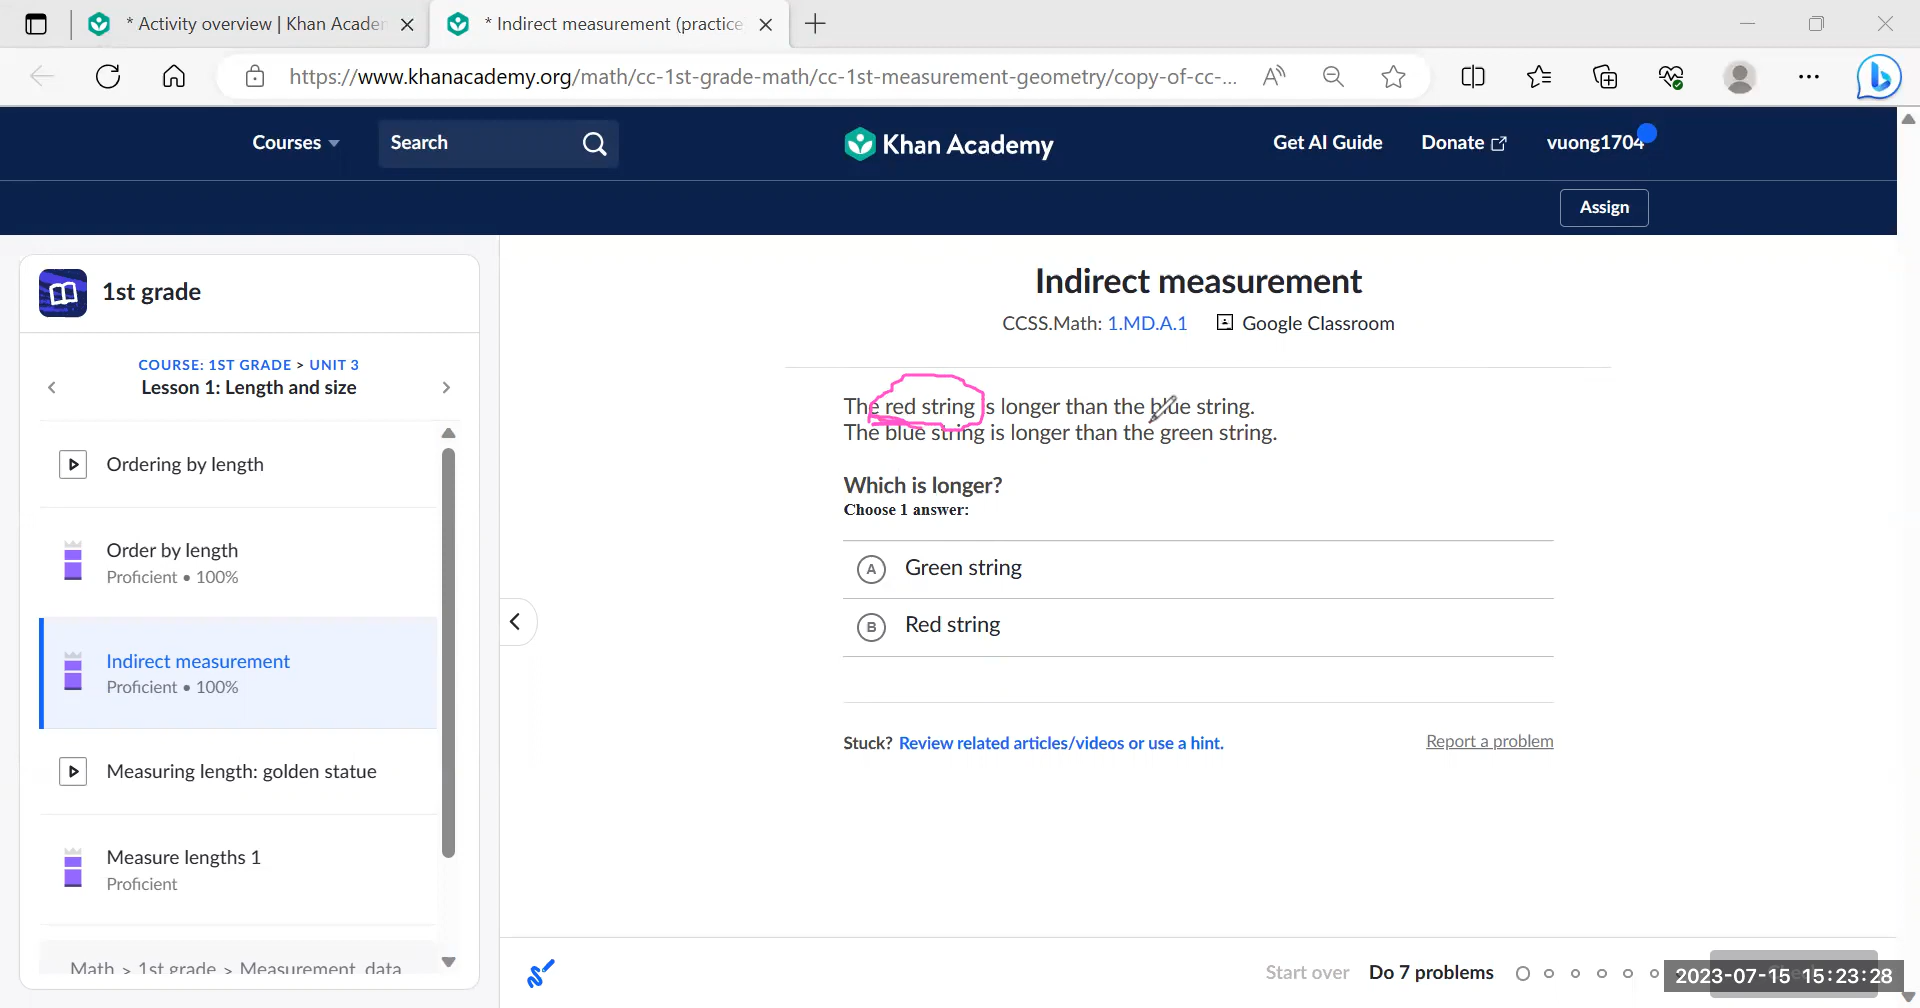 * Activity overview | Khan Acader
* Indirect measurement (practice
https://www.khanacademy.org/math/cc-1st-grade-math/cc-1st-measurement-geometry/copy-of-cc-...
Courses
Search
Khan Academy
Get AI Guide
Donate
vuong1704
Assign
1st grade
COURSE: 1ST GRADE > UNIT 3
Lesson 1: Length and size
Ordering by length
Order by length
Proficient • 100%
Indirect measurement
Proficient • 100%
Measuring length: golden statue
Measure lengths 1
Proficient
Math > 1st grade > Measurement, data
Indirect measurement
CCSS.Math: 1.MD.A.1 Google Classroom
The red string is longer than the blue string.
The blue string is longer than the green string.
Which is longer?
Choose 1 answer:
A Green string
B Red string
Stuck? Review related articles/videos or use a hint.
Report a problem
Start over Do 7 problems
2023-07-15 15:23:28